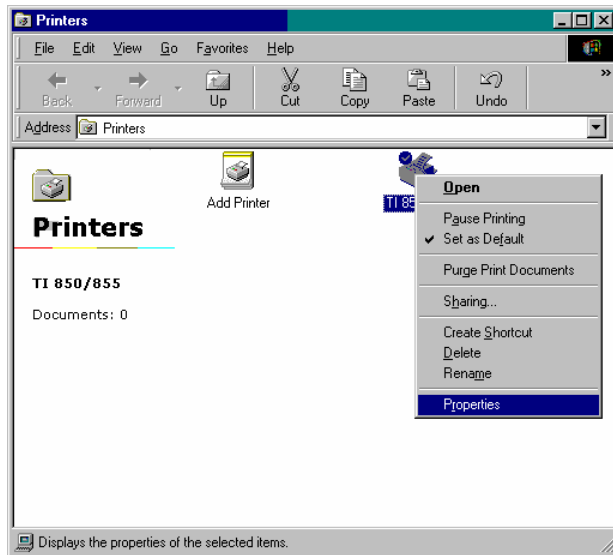 Printers
File Edit View Go Favorites Help
»
Back Forward Up Cut Copy Paste Undo
Address Printers
Add Printer
TI 85
Printers
TI 850/855
Documents: 0
Open
Pause Printing
Set as Default
Purge Print Documents
Sharing...
Create Shortcut
Delete
Rename
Properties
Displays the properties of the selected items.